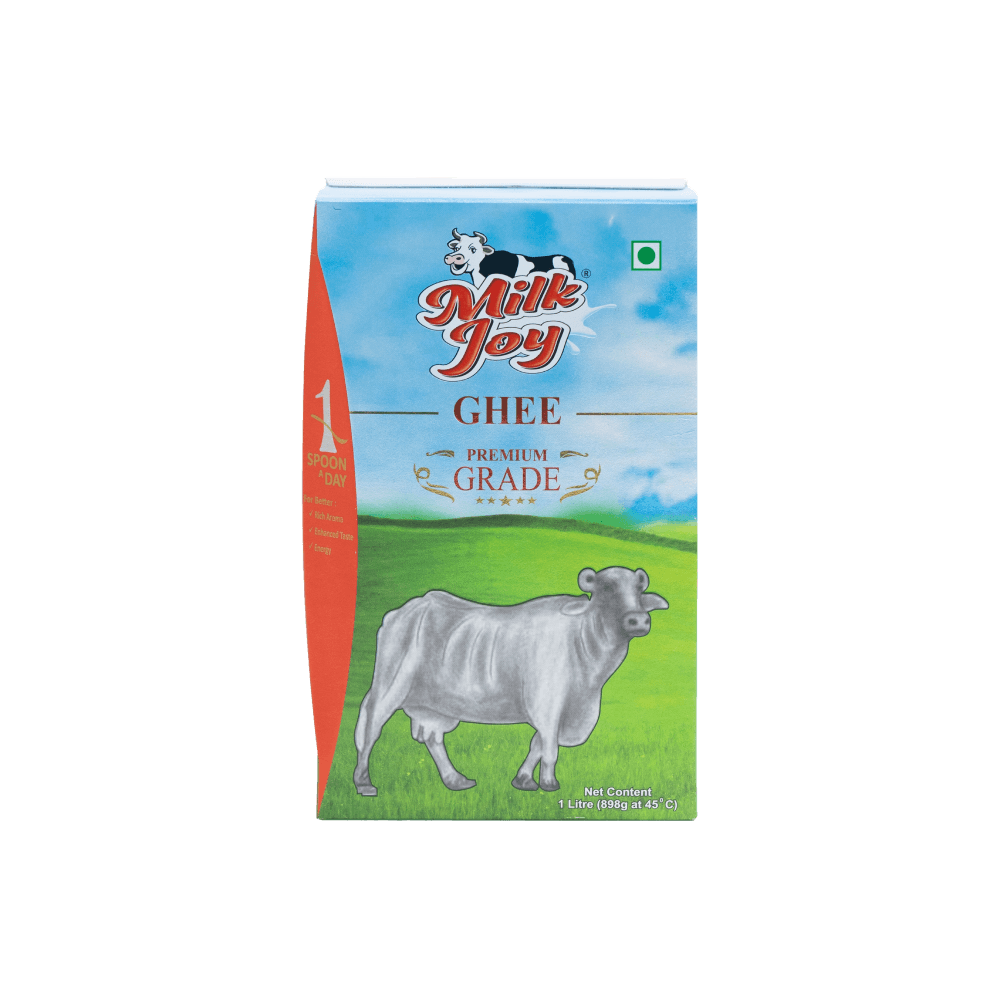 Milk
Joy
®
GHEE
PREMIUM
GRADE
1
SPOON
A DAY
For Better :
✓ Rich Aroma
✓ Enhanced Taste
✓ Energy
Net Content
1 Litre (898g at 45°C)